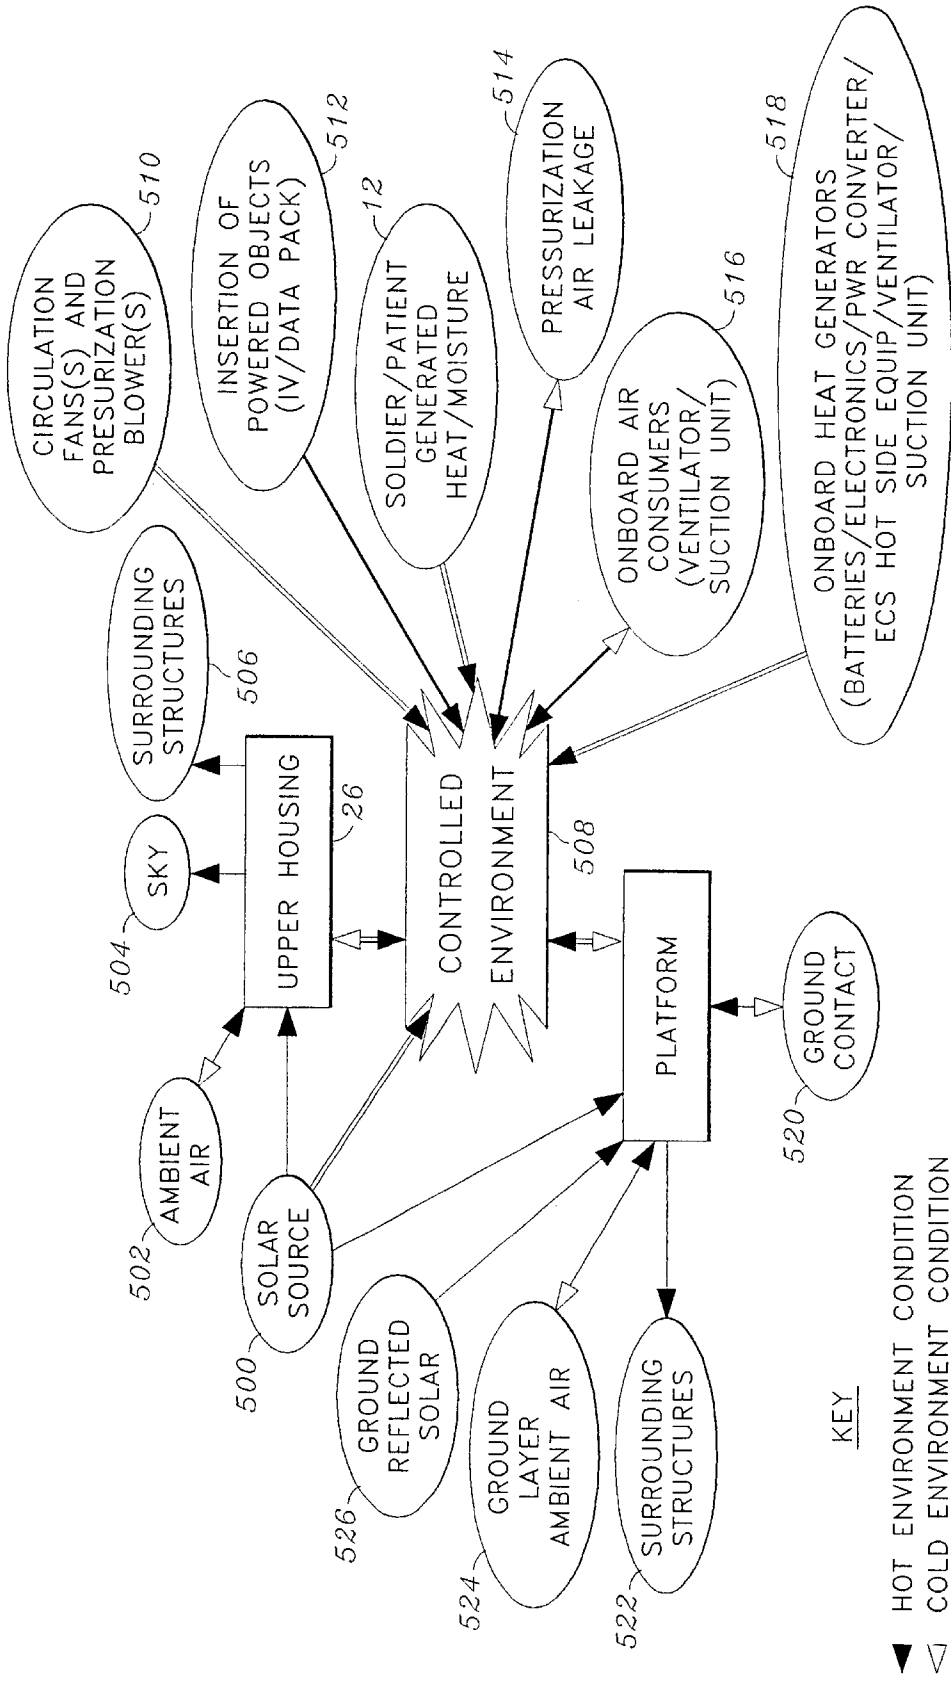 CIRCULATION
FANS(S) AND
PRESURIZATION
BLOWER(S)
510
INSERTION OF
POWERED OBJECTS
(IV/DATA PACK)
512
SOLDIER/PATIENT
GENERATED
HEAT/MOISTURE
12
PRESSURIZATION
AIR LEAKAGE
514
ONBOARD AIR
CONSUMERS
(VENTILATOR/
SUCTION UNIT)
516
ONBOARD HEAT GENERATORS
(BATTERIES/ELECTRONICS/PWR CONVERTER/
ECS HOT SIDE EQUIP/VENTILATOR/
SUCTION UNIT)
518
SURROUNDING
STRUCTURES
506
SKY
504
UPPER HOUSING
26
AMBIENT
AIR
502
CONTROLLED
ENVIRONMENT
508
SOLAR
SOURCE
500
PLATFORM
GROUND
CONTACT
520
GROUND
REFLECTED
SOLAR
526
GROUND
LAYER
AMBIENT AIR
524
SURROUNDING
STRUCTURES
522
KEY
HOT ENVIRONMENT CONDITION
COLD ENVIRONMENT CONDITION